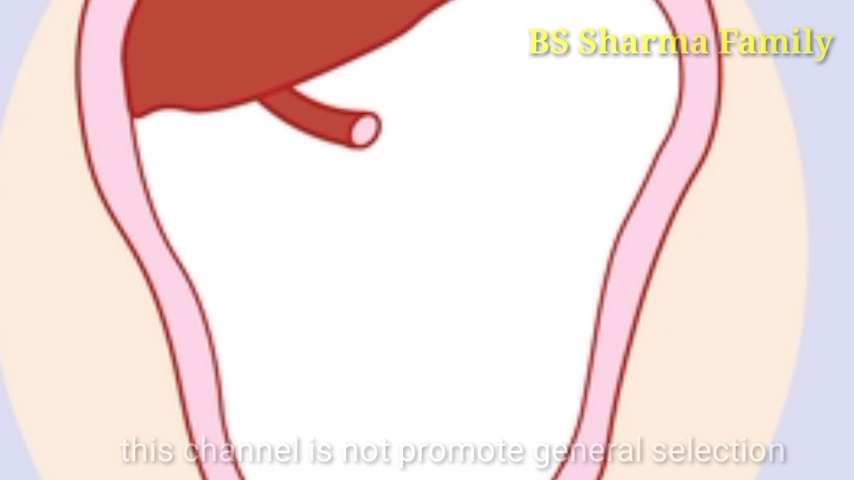 BS Sharma Family
this channel is not promote general selection